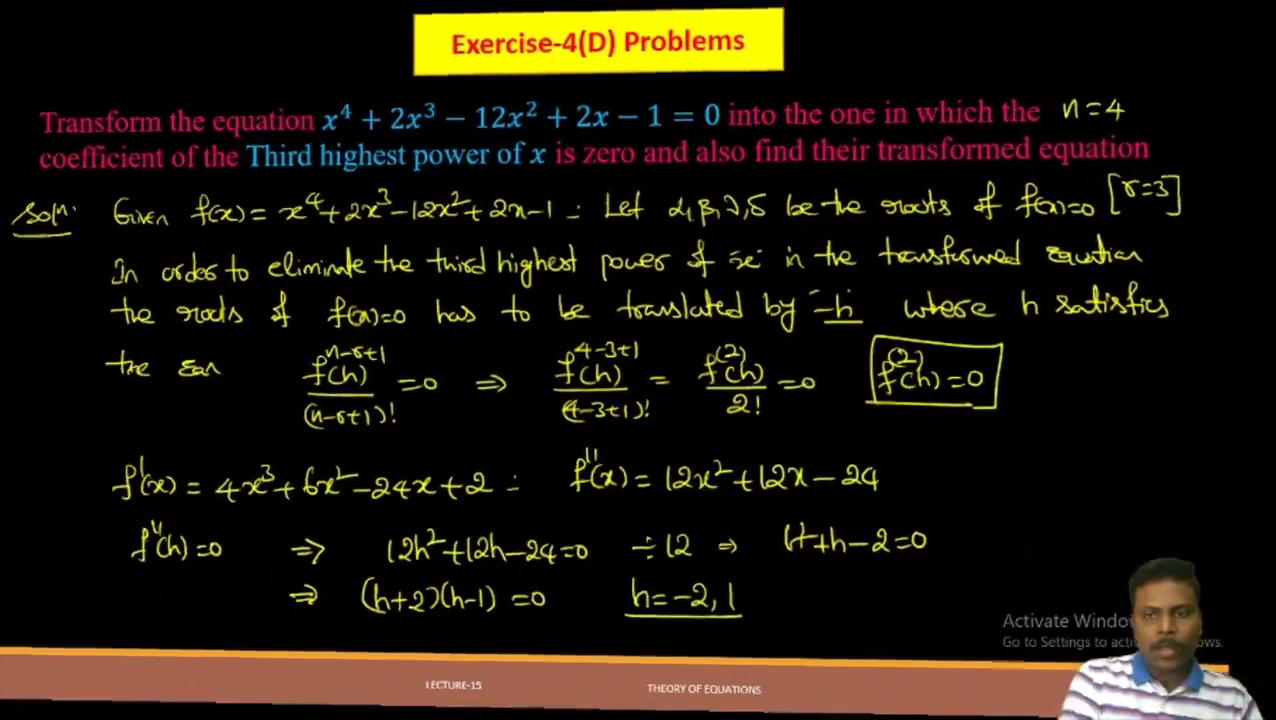 Exercise-4(D) Problems
Transform the equation x⁴ + 2x³ − 12x² + 2x − 1 = 0 into the one in which the n=4
coefficient of the Third highest power of x is zero and also find their transformed equation
Soln: Given f(x) = x⁴+2x³−12x²+2x−1 . Let α,β,γ,δ be the roots of f(x)=0 [r=3]
In order to eliminate the third highest power of 'x' in the transformed equation
the roots of f(x)=0 has to be translated by −h where h satisfies
the eqn f^(n−r+1)(h)/(n−r+1)! =0 ⇒ f^(4−3+1)(h)/(4−3+1)! = f^(2)(h)/2! =0 f^(2)(h)=0
f'(x) = 4x³+6x²−24x+2 f''(x) = 12x²+12x−24
f''(h)=0 ⇒ 12h²+12h−24=0 ÷12 ⇒ h²+h−2=0
⇒ (h+2)(h−1) =0 h=−2,1
Activate Windo
Go to Settings to acti ows.
LECTURE-15 THEORY OF EQUATIONS